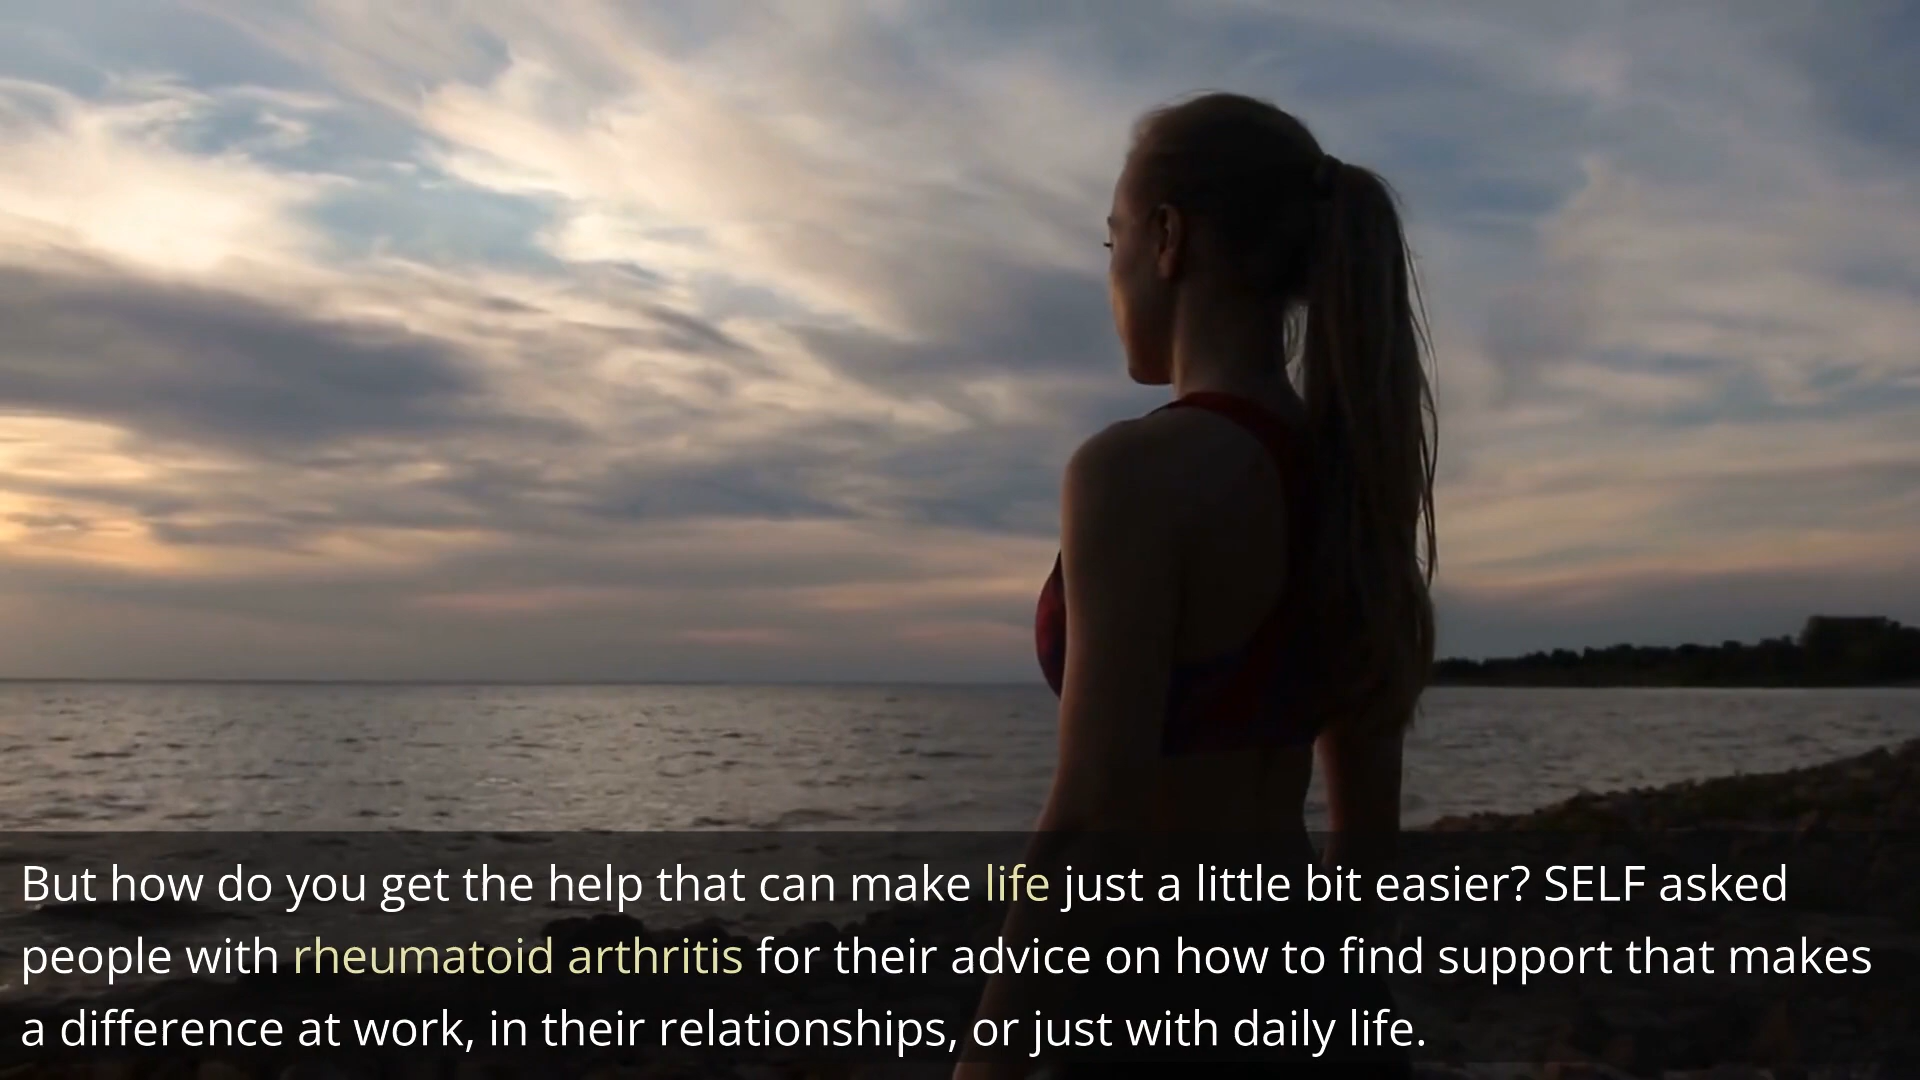 But how do you get the help that can make life just a little bit easier? SELF asked
people with rheumatoid arthritis for their advice on how to find support that makes
a difference at work, in their relationships, or just with daily life.